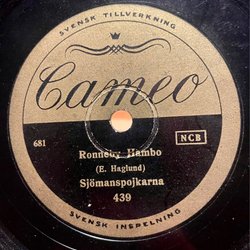 SVENSK TILLVERKNING
Cameo
681
NCB
Ronneby Hambo
(E. Haglund)
Sjömanspojkarna
439
SVENSK INSPELNING